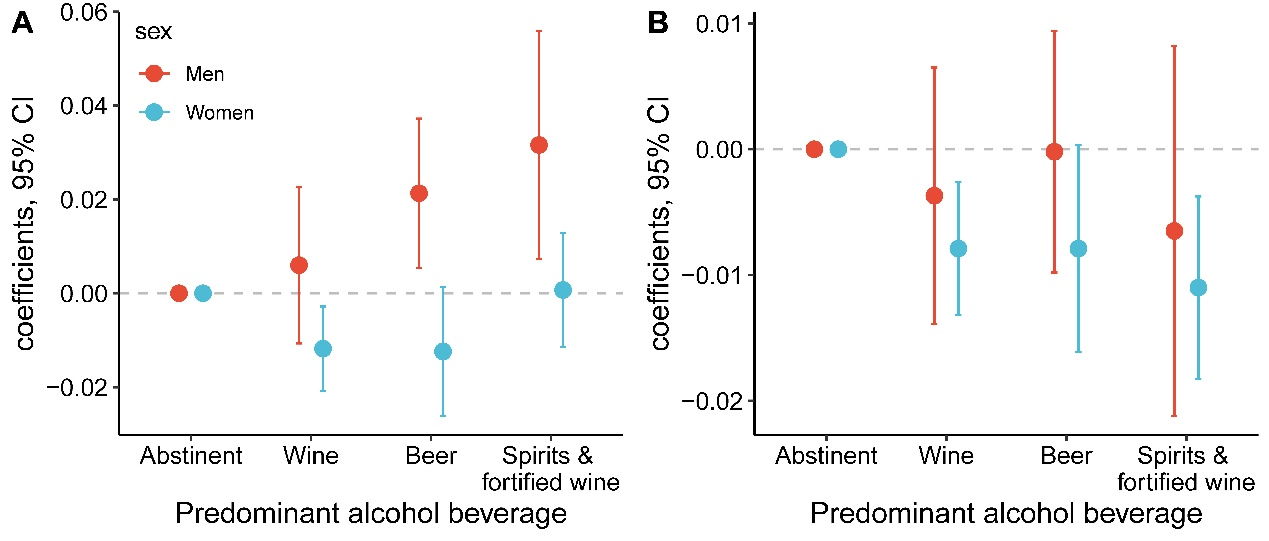 A
sex
Men
Women
coefficients, 95% CI
0.06
0.04
0.02
0.00
−0.02
Abstinent
Wine
Beer
Spirits &
fortified wine
Predominant alcohol beverage
B
coefficients, 95% CI
0.01
0.00
−0.01
−0.02
Abstinent
Wine
Beer
Spirits &
fortified wine
Predominant alcohol beverage